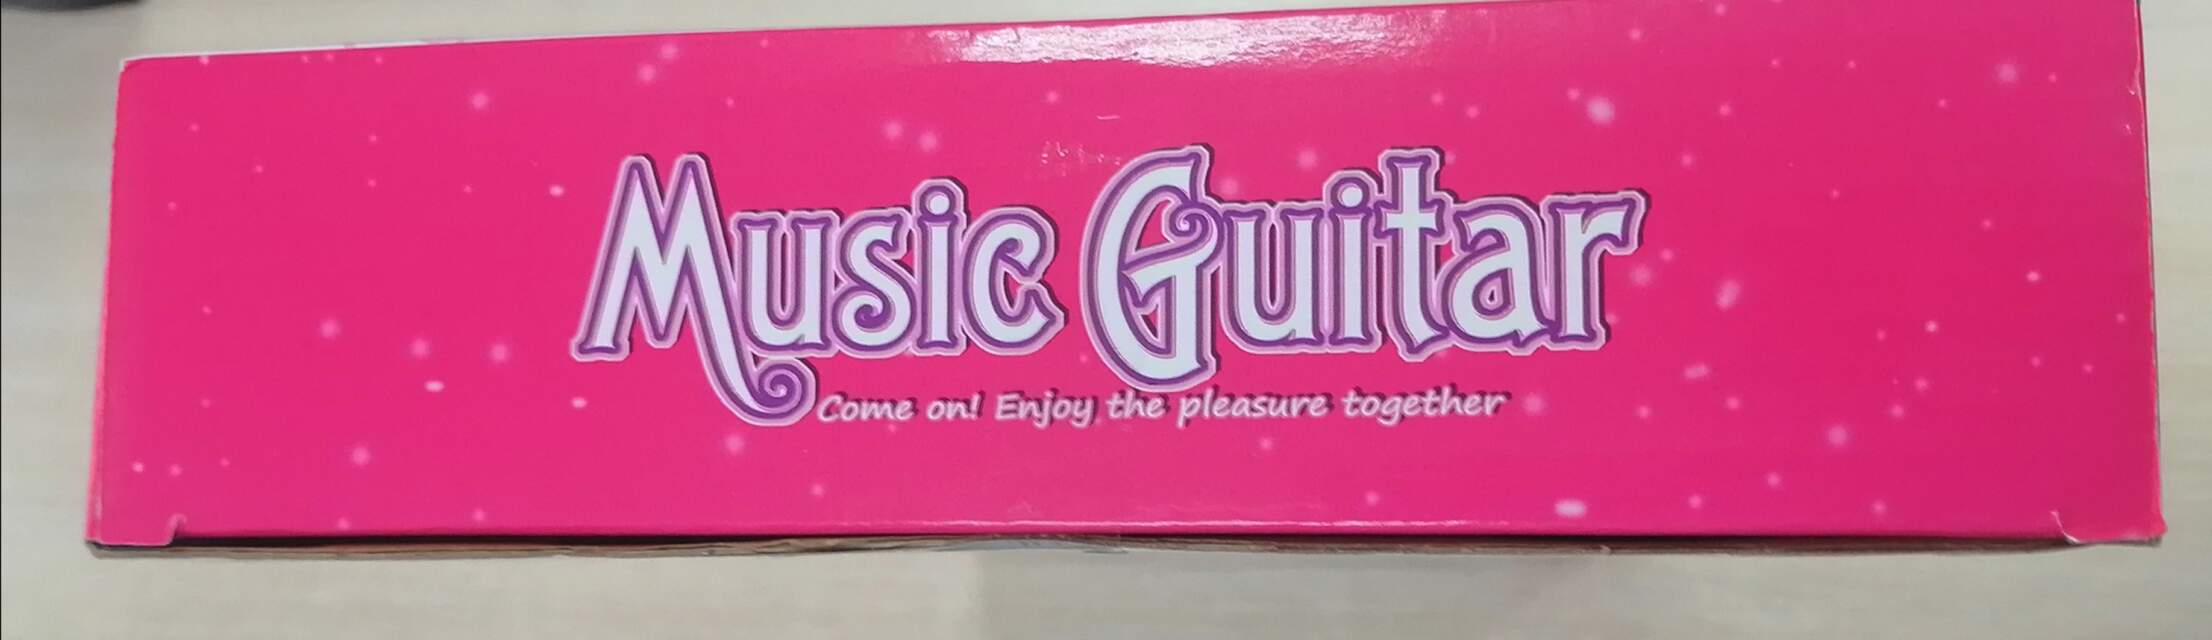 Music Guitar
Come on! Enjoy the pleasure together